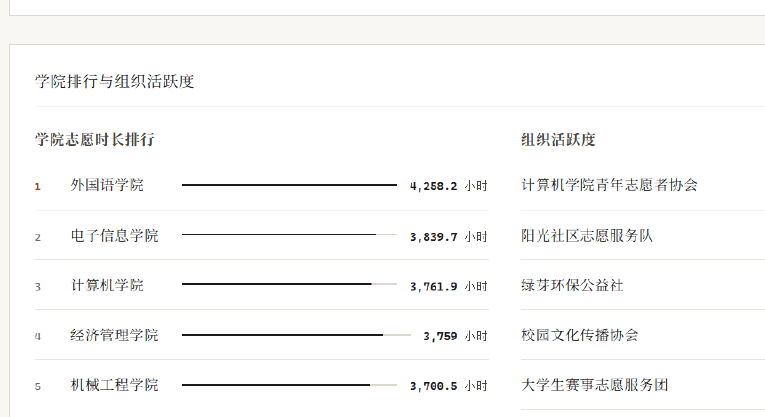 学院排行与组织活跃度
学院志愿时长排行
1 外国语学院 4,258.2 小时
2 电子信息学院 3,839.7 小时
3 计算机学院 3,761.9 小时
4 经济管理学院 3,759 小时
5 机械工程学院 3,700.5 小时
组织活跃度
计算机学院青年志愿者协会
阳光社区志愿服务队
绿芽环保公益社
校园文化传播协会
大学生赛事志愿服务团